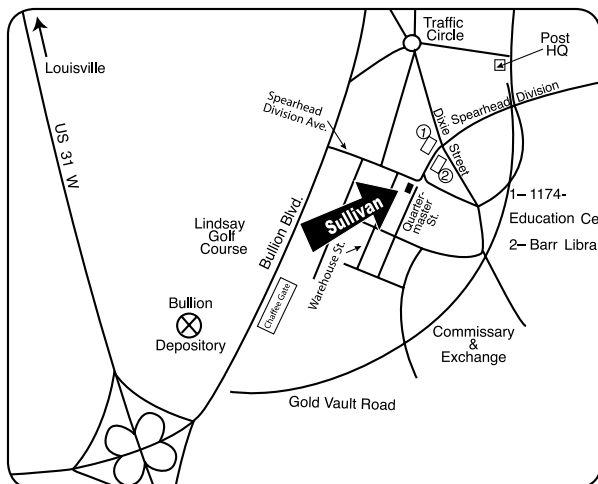 Traffic
Circle
Post
HQ
Louisville
US 31 W
Spearhead
Division Ave.
Spearhead Division
Dixie Street
1
2
Sullivan
Quarter-
master
St.
1– 1174-
Education Ce
2– Barr Libra
Lindsay
Golf
Course
Bullion Blvd.
Warehouse St.
Chaffee Gate
Bullion
Depository
Commissary
&
Exchange
Gold Vault Road